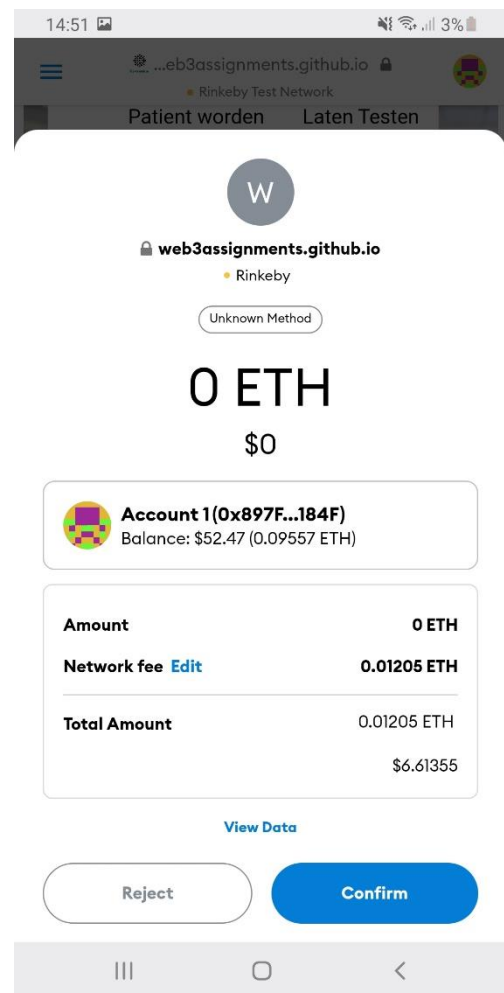 14:51 3%
...eb3assignments.github.io
Rinkeby Test Network
Patient worden Laten Testen
W
web3assignments.github.io
Rinkeby
Unknown Method
0 ETH
$0
Account 1 (0x897F...184F)
Balance: $52.47 (0.09557 ETH)
Amount 0 ETH
Network fee Edit 0.01205 ETH
Total Amount 0.01205 ETH
$6.61355
View Data
Reject Confirm